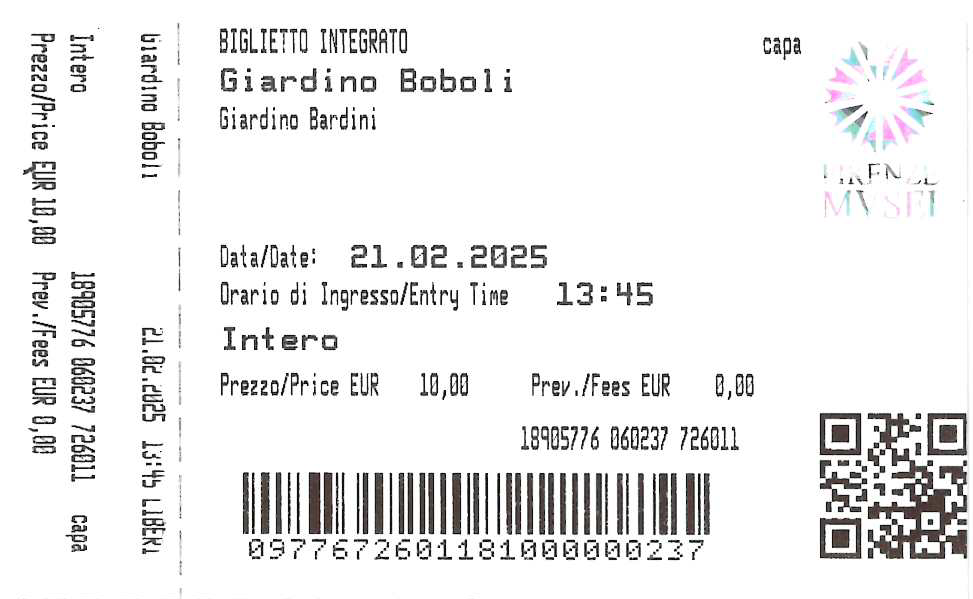 BIGLIETTO INTEGRATO
capa
Giardino Boboli
Giardino Bardini
FIRENZE
MVSEI
Data/Date: 21.02.2025
Orario di Ingresso/Entry Time 13:45
Intero
Prezzo/Price EUR 10,00 Prev./Fees EUR 0,00
18905776 060237 726011
0977672601181000000237
Giardino Boboli 21.02.2025 13:45 LIBERI
Intero 18905776 060237 726011 capa
Prezzo/Price EUR 10,00 Prev./Fees EUR 0,00